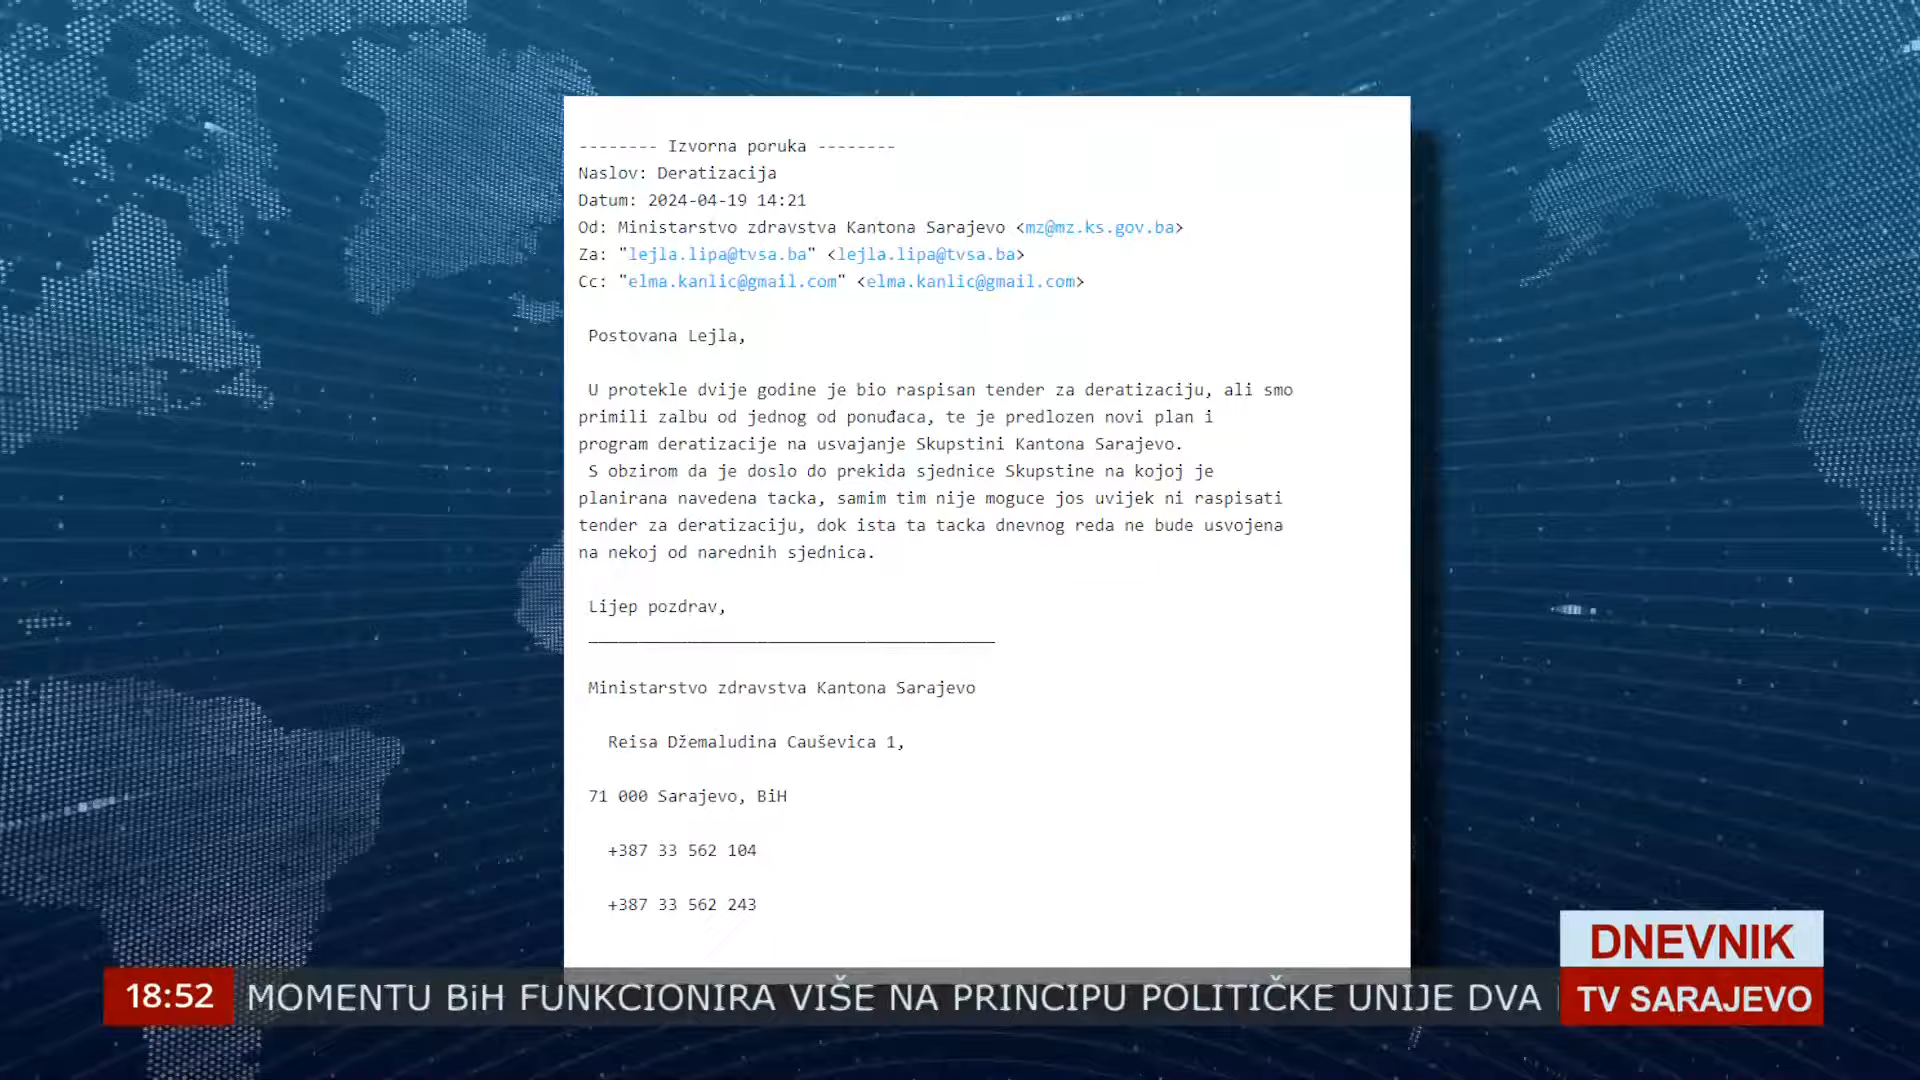 -------- Izvorna poruka --------
Naslov: Deratizacija
Datum: 2024-04-19 14:21
Od: Ministarstvo zdravstva Kantona Sarajevo <mz@mz.ks.gov.ba>
Za: "lejla.lipa@tvsa.ba" <lejla.lipa@tvsa.ba>
Cc: "elma.kanlic@gmail.com" <elma.kanlic@gmail.com>
Postovana Lejla,
U protekle dvije godine je bio raspisan tender za deratizaciju, ali smo
primili zalbu od jednog od ponuđaca, te je predlozen novi plan i
program deratizacije na usvajanje Skupstini Kantona Sarajevo.
S obzirom da je doslo do prekida sjednice Skupstine na kojoj je
planirana navedena tacka, samim tim nije moguce jos uvijek ni raspisati
tender za deratizaciju, dok ista ta tacka dnevnog reda ne bude usvojena
na nekoj od narednih sjednica.
Lijep pozdrav,
_________________________________________
Ministarstvo zdravstva Kantona Sarajevo
Reisa Džemaludina Cauševica 1,
71 000 Sarajevo, BiH
+387 33 562 104
+387 33 562 243
DNEVNIK
18:52 MOMENTU BiH FUNKCIONIRA VIŠE NA PRINCIPU POLITIČKE UNIJE DVA
TV SARAJEVO